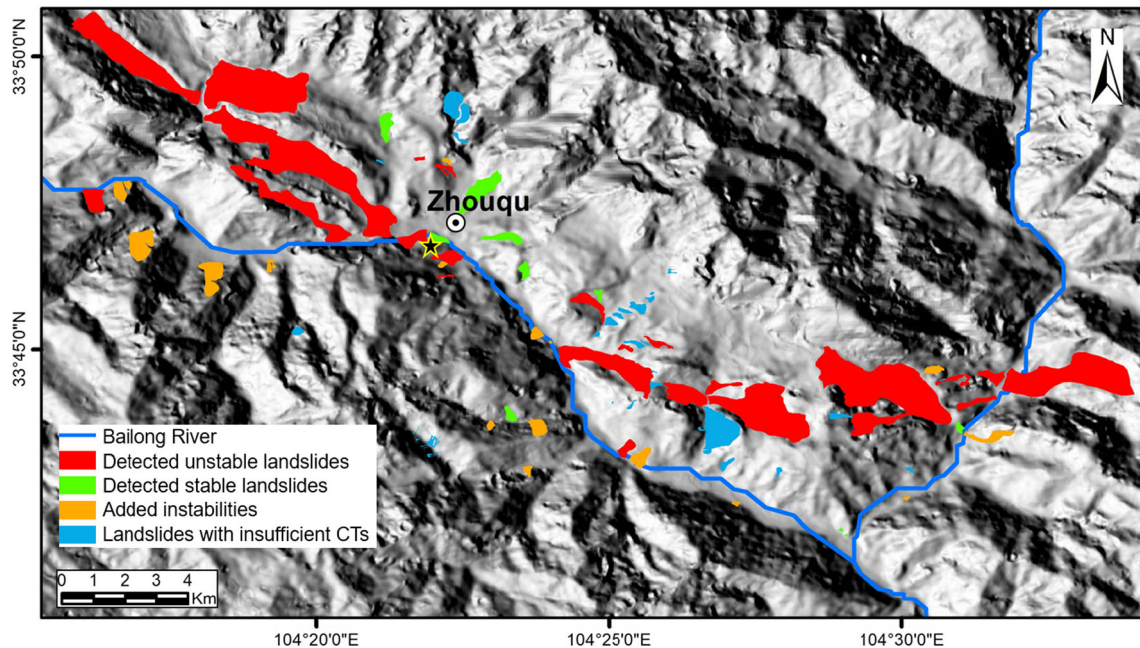 33°50'0"N
N
Zhouqu
33°45'0"N
Bailong River
Detected unstable landslides
Detected stable landslides
Added instabilities
Landslides with insufficient CTs
0 1 2 3 4
Km
104°20'0"E 104°25'0"E 104°30'0"E